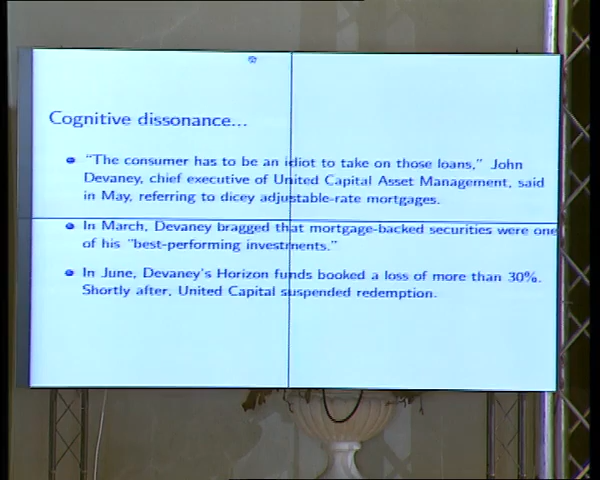 Cognitive dissonance...
"The consumer has to be an idiot to take on those loans," John
Devaney, chief executive of United Capital Asset Management, said
in May, referring to dicey adjustable-rate mortgages.
In March, Devaney bragged that mortgage-backed securities were one
of his "best-performing investments."
In June, Devaney's Horizon funds booked a loss of more than 30%.
Shortly after, United Capital suspended redemption.